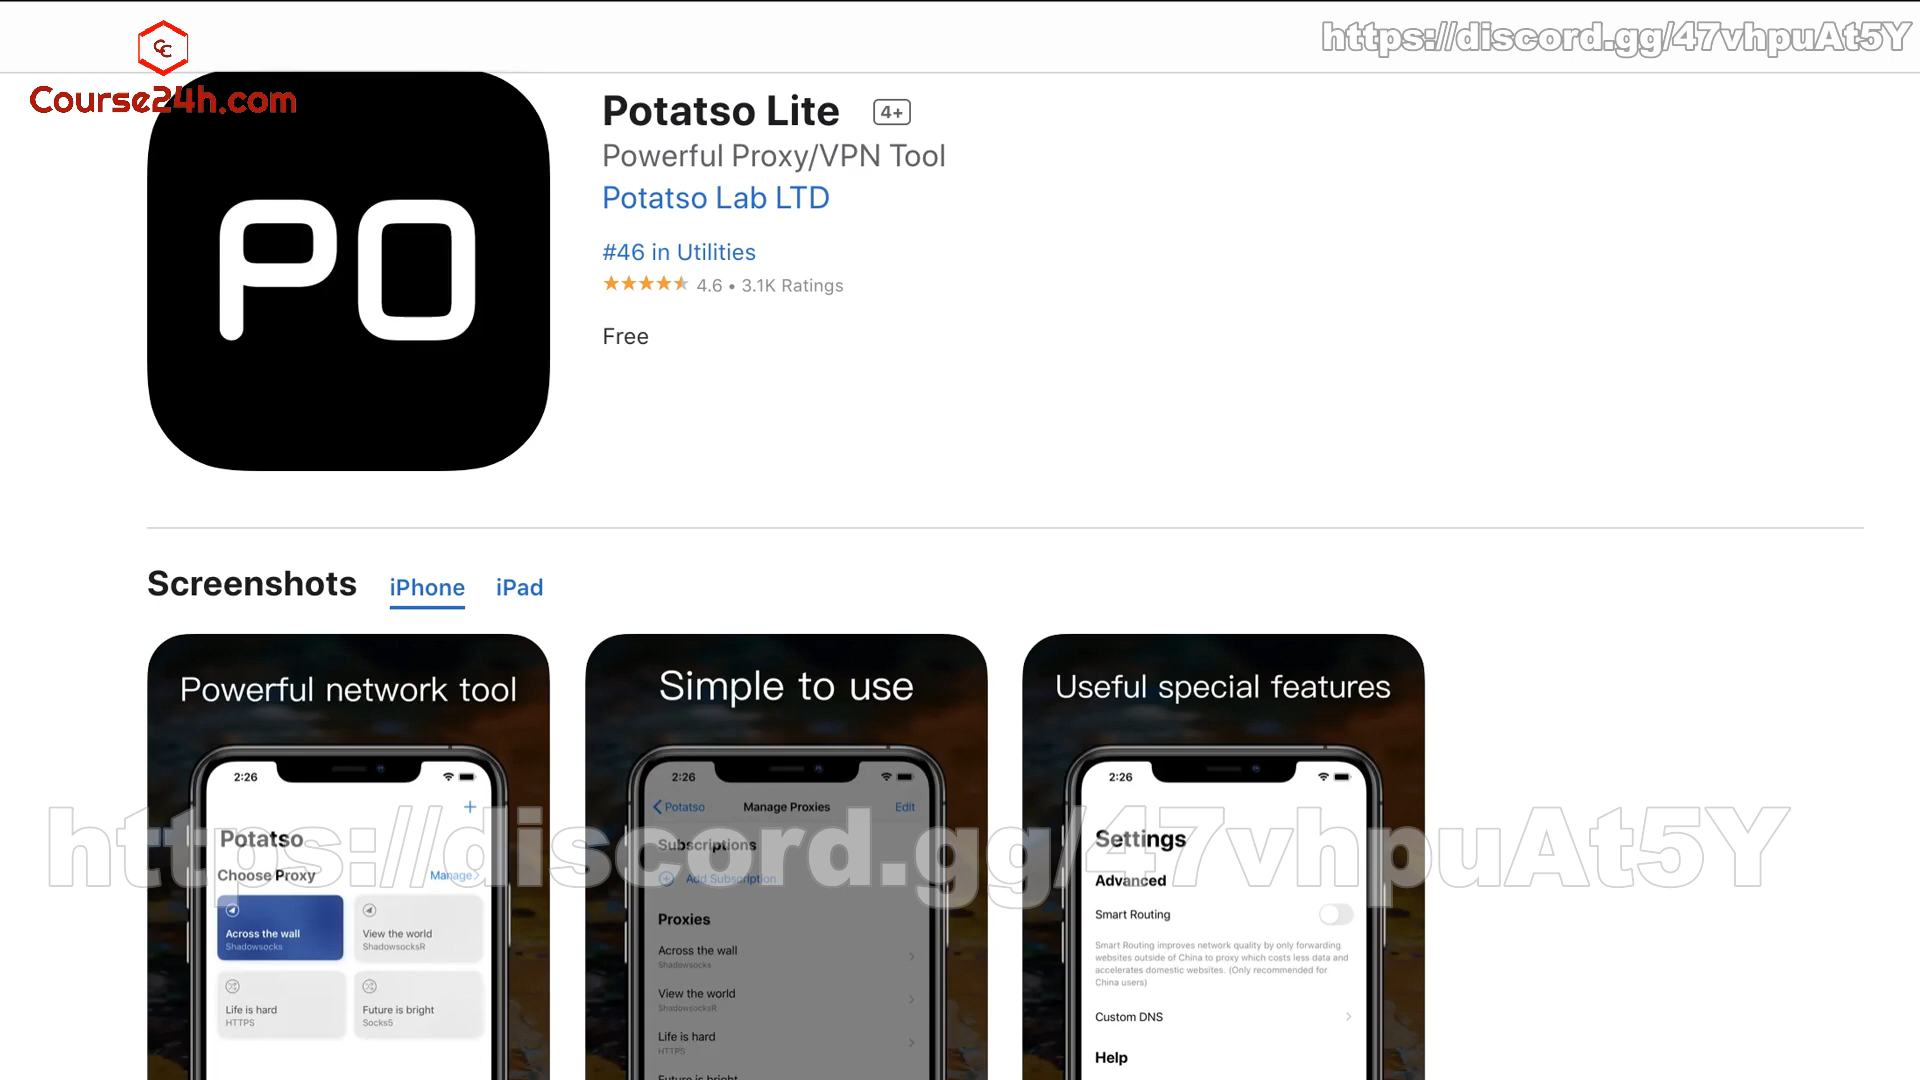 https://discord.gg/47vhpuAt5Y
CC
Course24h.com
PO
Potatso Lite 4+
Powerful Proxy/VPN Tool
Potatso Lab LTD
#46 in Utilities
4.6 • 3.1K Ratings
Free
Screenshots iPhone iPad
Powerful network tool
2:26
+
Potatso
Choose Proxy Manage >
Across the wall
Shadowsocks
View the world
ShadowsocksR
Life is hard
HTTPS
Future is bright
Socks5
Simple to use
2:26
< Potatso Manage Proxies Edit
Subscriptions
Add Subscription
Proxies
Across the wall
Shadowsocks
View the world
ShadowsocksR
Life is hard
HTTPS
Future is bright
Useful special features
2:26
Settings
Advanced
Smart Routing
Smart Routing improves network quality by only forwarding
websites outside of China to proxy which costs less data and
accelerates domestic websites. (Only recommended for
China users)
Custom DNS
Help
https://discord.gg/47vhpuAt5Y